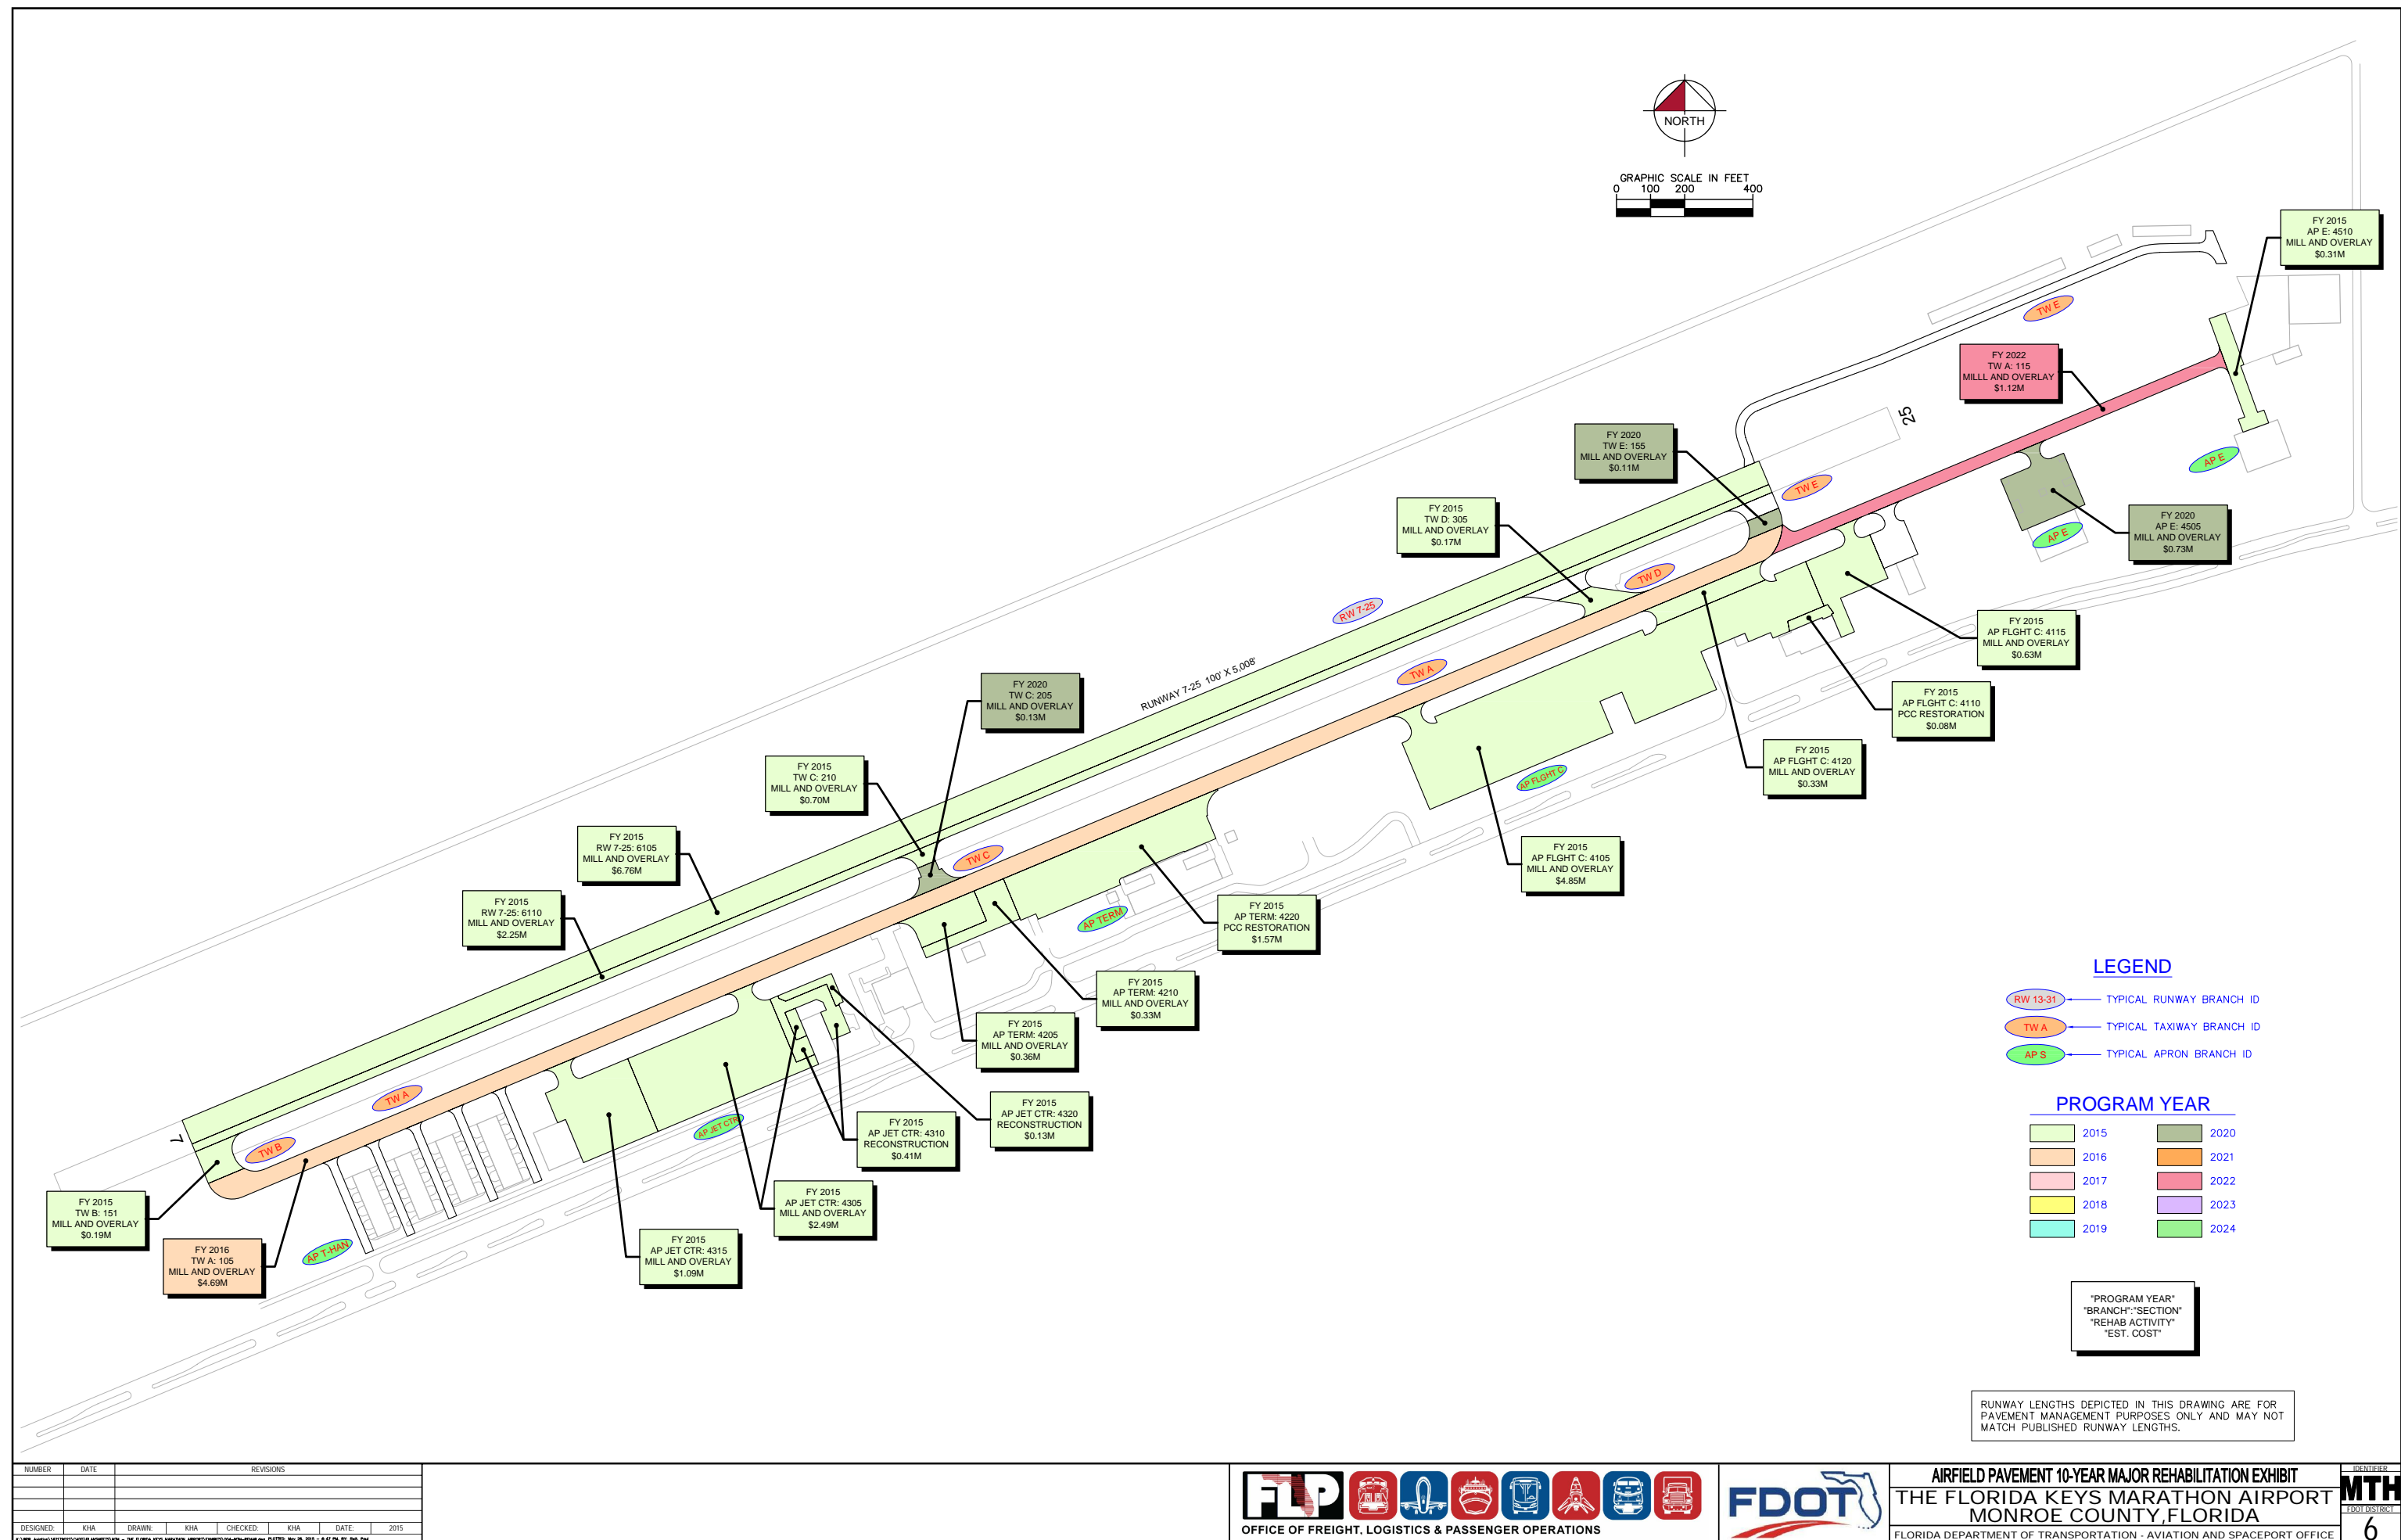 NORTH
GRAPHIC SCALE IN FEET
0 100 200 400
FY 2015
AP E: 4510
MILL AND OVERLAY
$0.31M
TW E
FY 2022
TW A: 115
MILLL AND OVERLAY
$1.12M
25
FY 2020
TW E: 155
MILL AND OVERLAY
$0.11M
TW E
AP E
FY 2015
TW D: 305
MILL AND OVERLAY
$0.17M
FY 2020
AP E: 4505
MILL AND OVERLAY
$0.73M
AP E
TW D
RW 7-25
FY 2015
AP FLGHT C: 4115
MILL AND OVERLAY
$0.63M
RUNWAY 7-25 100' X 5,008'
TW A
FY 2020
TW C: 205
MILL AND OVERLAY
$0.13M
FY 2015
AP FLGHT C: 4110
PCC RESTORATION
$0.08M
FY 2015
AP FLGHT C: 4120
MILL AND OVERLAY
$0.33M
AP FLGHT C
FY 2015
TW C: 210
MILL AND OVERLAY
$0.70M
FY 2015
RW 7-25: 6105
MILL AND OVERLAY
$6.76M
TW C
FY 2015
AP FLGHT C: 4105
MILL AND OVERLAY
$4.85M
FY 2015
RW 7-25: 6110
MILL AND OVERLAY
$2.25M
AP TERM
FY 2015
AP TERM: 4220
PCC RESTORATION
$1.57M
FY 2015
AP TERM: 4210
MILL AND OVERLAY
$0.33M
FY 2015
AP TERM: 4205
MILL AND OVERLAY
$0.36M
TW A
FY 2015
AP JET CTR: 4320
RECONSTRUCTION
$0.13M
AP JET CTR
FY 2015
AP JET CTR: 4310
RECONSTRUCTION
$0.41M
7
TW B
FY 2015
AP JET CTR: 4305
MILL AND OVERLAY
$2.49M
FY 2015
TW B: 151
MILL AND OVERLAY
$0.19M
FY 2015
AP JET CTR: 4315
MILL AND OVERLAY
$1.09M
AP T-HAN
FY 2016
TW A: 105
MILL AND OVERLAY
$4.69M
LEGEND
RW 13-31 TYPICAL RUNWAY BRANCH ID
TW A TYPICAL TAXIWAY BRANCH ID
AP S TYPICAL APRON BRANCH ID
PROGRAM YEAR
2015 2020
2016 2021
2017 2022
2018 2023
2019 2024
"PROGRAM YEAR"
"BRANCH":"SECTION"
"REHAB ACTIVITY"
"EST. COST"
RUNWAY LENGTHS DEPICTED IN THIS DRAWING ARE FOR
PAVEMENT MANAGEMENT PURPOSES ONLY AND MAY NOT
MATCH PUBLISHED RUNWAY LENGTHS.
NUMBER DATE REVISIONS
DESIGNED: KHA DRAWN: KHA CHECKED: KHA DATE: 2015
FLP
OFFICE OF FREIGHT, LOGISTICS & PASSENGER OPERATIONS
FDOT
AIRFIELD PAVEMENT 10-YEAR MAJOR REHABILITATION EXHIBIT
THE FLORIDA KEYS MARATHON AIRPORT
MONROE COUNTY,FLORIDA
FLORIDA DEPARTMENT OF TRANSPORTATION - AVIATION AND SPACEPORT OFFICE
IDENTIFIER
MTH
FDOT DISTRICT
6